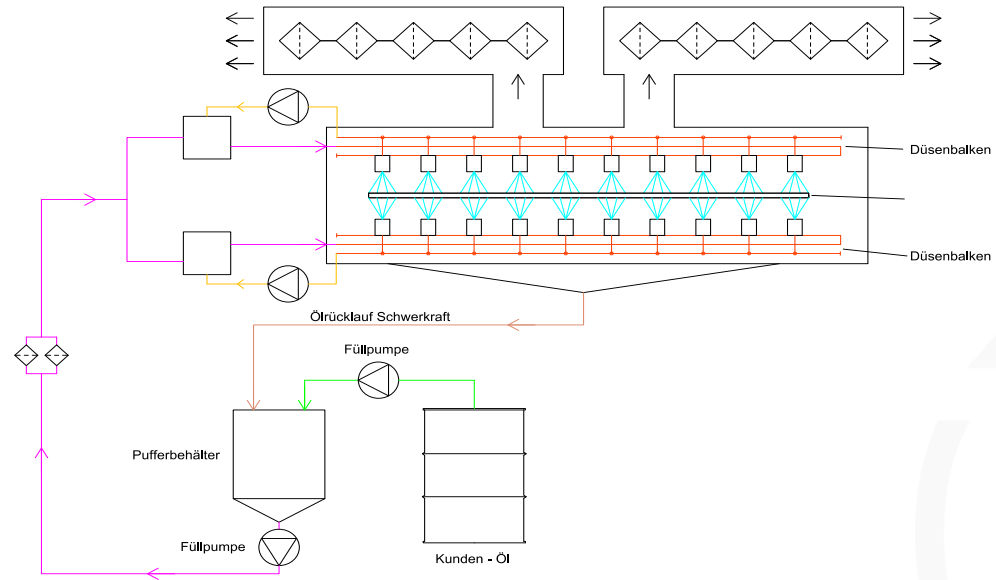 Düsenbalken
Düsenbalken
Ölrücklauf Schwerkraft
Füllpumpe
Pufferbehälter
Füllpumpe
Kunden - Öl